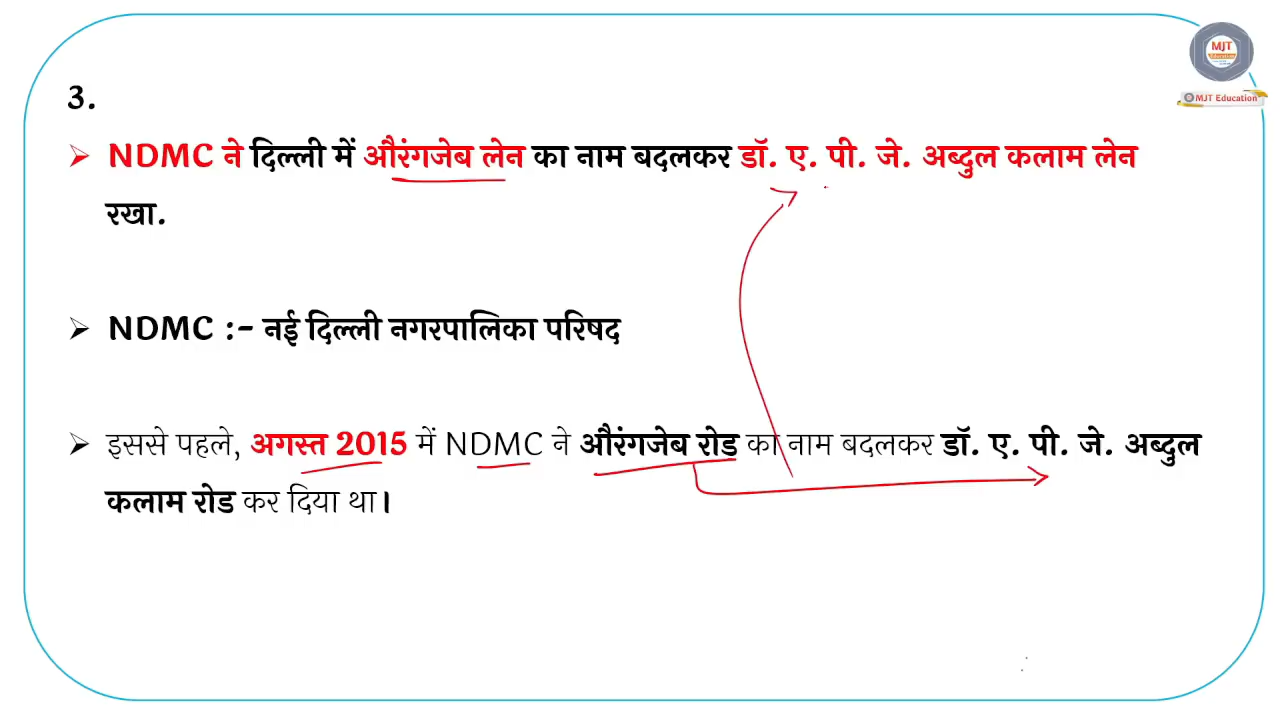 MJT
Education
MJT Education
3.
➢ NDMC ने दिल्ली में औरंगजेब लेन का नाम बदलकर डॉ. ए. पी. जे. अब्दुल कलाम लेन
रखा.
➢ NDMC :- नई दिल्ली नगरपालिका परिषद
➢ इससे पहले, अगस्त 2015 में NDMC ने औरंगजेब रोड का नाम बदलकर डॉ. ए. पी. जे. अब्दुल
कलाम रोड कर दिया था।